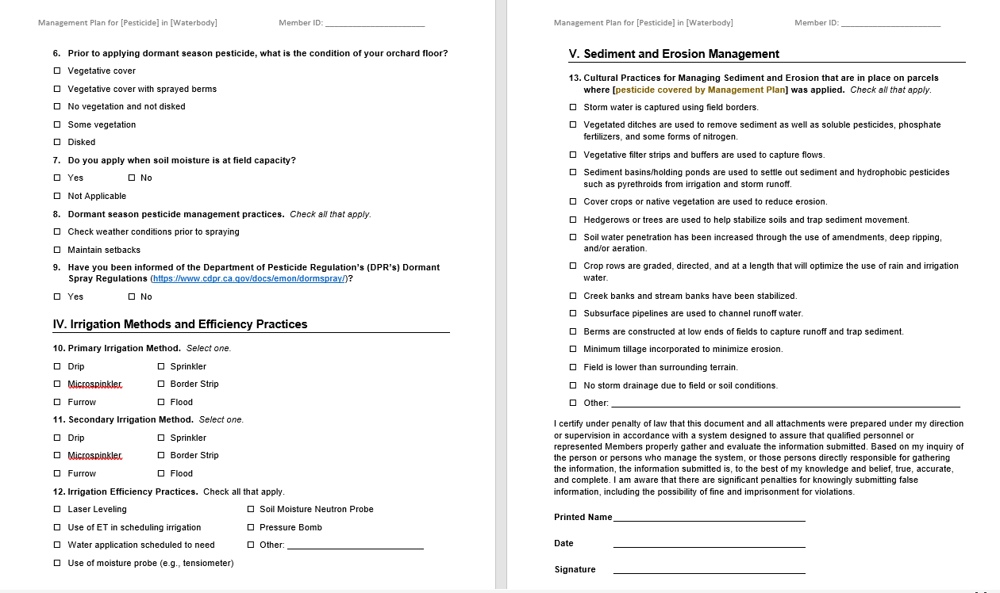 Management Plan for [Pesticide] in [Waterbody] Member ID: ______________________
6. Prior to applying dormant season pesticide, what is the condition of your orchard floor?
☐ Vegetative cover
☐ Vegetative cover with sprayed berms
☐ No vegetation and not disked
☐ Some vegetation
☐ Disked
7. Do you apply when soil moisture is at field capacity?
☐ Yes ☐ No
☐ Not Applicable
8. Dormant season pesticide management practices. Check all that apply.
☐ Check weather conditions prior to spraying
☐ Maintain setbacks
9. Have you been informed of the Department of Pesticide Regulation's (DPR's) Dormant
Spray Regulations (https://www.cdpr.ca.gov/docs/emon/dormspray/)?
☐ Yes ☐ No
IV. Irrigation Methods and Efficiency Practices
10. Primary Irrigation Method. Select one.
☐ Drip ☐ Sprinkler
☐ Microspinkler ☐ Border Strip
☐ Furrow ☐ Flood
11. Secondary Irrigation Method. Select one.
☐ Drip ☐ Sprinkler
☐ Microspinkler ☐ Border Strip
☐ Furrow ☐ Flood
12. Irrigation Efficiency Practices. Check all that apply.
☐ Laser Leveling ☐ Soil Moisture Neutron Probe
☐ Use of ET in scheduling irrigation ☐ Pressure Bomb
☐ Water application scheduled to need ☐ Other: ____________________________
☐ Use of moisture probe (e.g., tensiometer)
Management Plan for [Pesticide] in [Waterbody] Member ID: ______________________
V. Sediment and Erosion Management
13. Cultural Practices for Managing Sediment and Erosion that are in place on parcels
where [pesticide covered by Management Plan] was applied. Check all that apply.
☐ Storm water is captured using field borders.
☐ Vegetated ditches are used to remove sediment as well as soluble pesticides, phosphate
fertilizers, and some forms of nitrogen.
☐ Vegetative filter strips and buffers are used to capture flows.
☐ Sediment basins/holding ponds are used to settle out sediment and hydrophobic pesticides
such as pyrethroids from irrigation and storm runoff.
☐ Cover crops or native vegetation are used to reduce erosion.
☐ Hedgerows or trees are used to help stabilize soils and trap sediment movement.
☐ Soil water penetration has been increased through the use of amendments, deep ripping,
and/or aeration.
☐ Crop rows are graded, directed, and at a length that will optimize the use of rain and irrigation
water.
☐ Creek banks and stream banks have been stabilized.
☐ Subsurface pipelines are used to channel runoff water.
☐ Berms are constructed at low ends of fields to capture runoff and trap sediment.
☐ Minimum tillage incorporated to minimize erosion.
☐ Field is lower than surrounding terrain.
☐ No storm drainage due to field or soil conditions.
☐ Other: ____________________________
I certify under penalty of law that this document and all attachments were prepared under my direction
or supervision in accordance with a system designed to assure that qualified personnel or
represented Members properly gather and evaluate the information submitted. Based on my inquiry of
the person or persons who manage the system, or those persons directly responsible for gathering
the information, the information submitted is, to the best of my knowledge and belief, true, accurate,
and complete. I am aware that there are significant penalties for knowingly submitting false
information, including the possibility of fine and imprisonment for violations.
Printed Name____________________________
Date ____________________________
Signature ____________________________